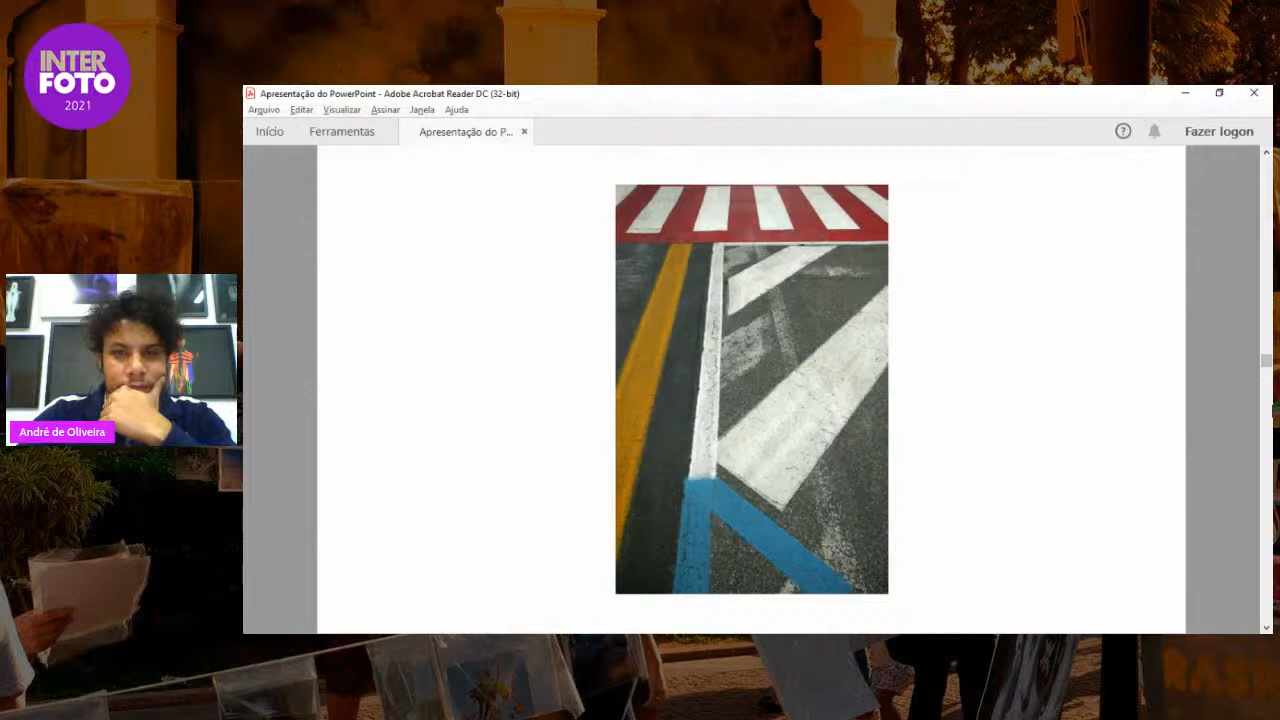 INTER
FOTO
2021
Apresentação do PowerPoint - Adobe Acrobat Reader DC (32-bit)
Arquivo Editar Visualizar Assinar Janela Ajuda
Início Ferramentas Apresentação do P... × Fazer logon
André de Oliveira